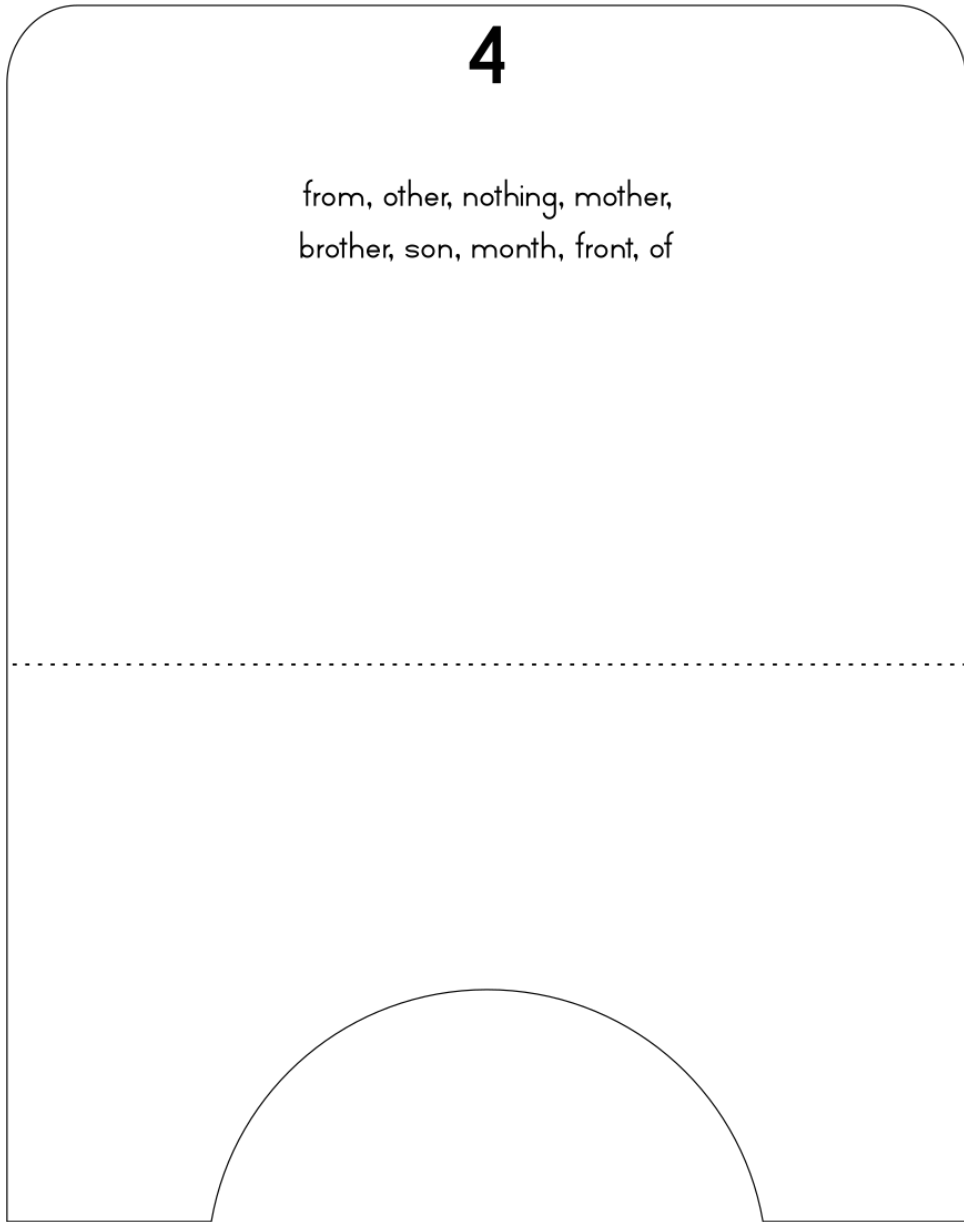 4
from, other, nothing, mother,
brother, son, month, front, of